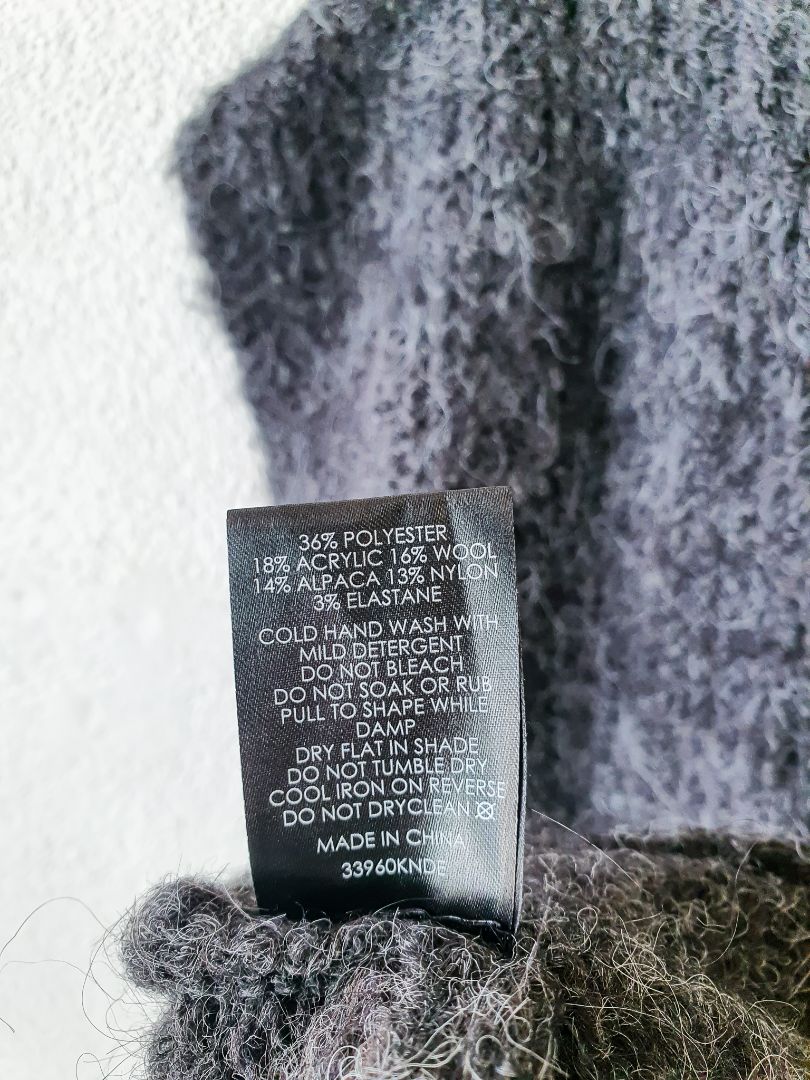 36% POLYESTER
18% ACRYLIC 16% WOOL
14% ALPACA 13% NYLON
3% ELASTANE
COLD HAND WASH WITH
MILD DETERGENT
DO NOT BLEACH
DO NOT SOAK OR RUB
PULL TO SHAPE WHILE
DAMP
DRY FLAT IN SHADE
DO NOT TUMBLE DRY
COOL IRON ON REVERSE
DO NOT DRYCLEAN
MADE IN CHINA
33960KNDE